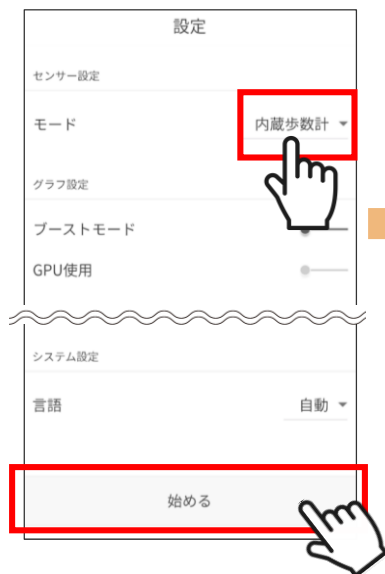 設定
センサー設定
モード
内蔵歩数計
グラフ設定
ブーストモード
GPU使用
システム設定
言語
自動
始める